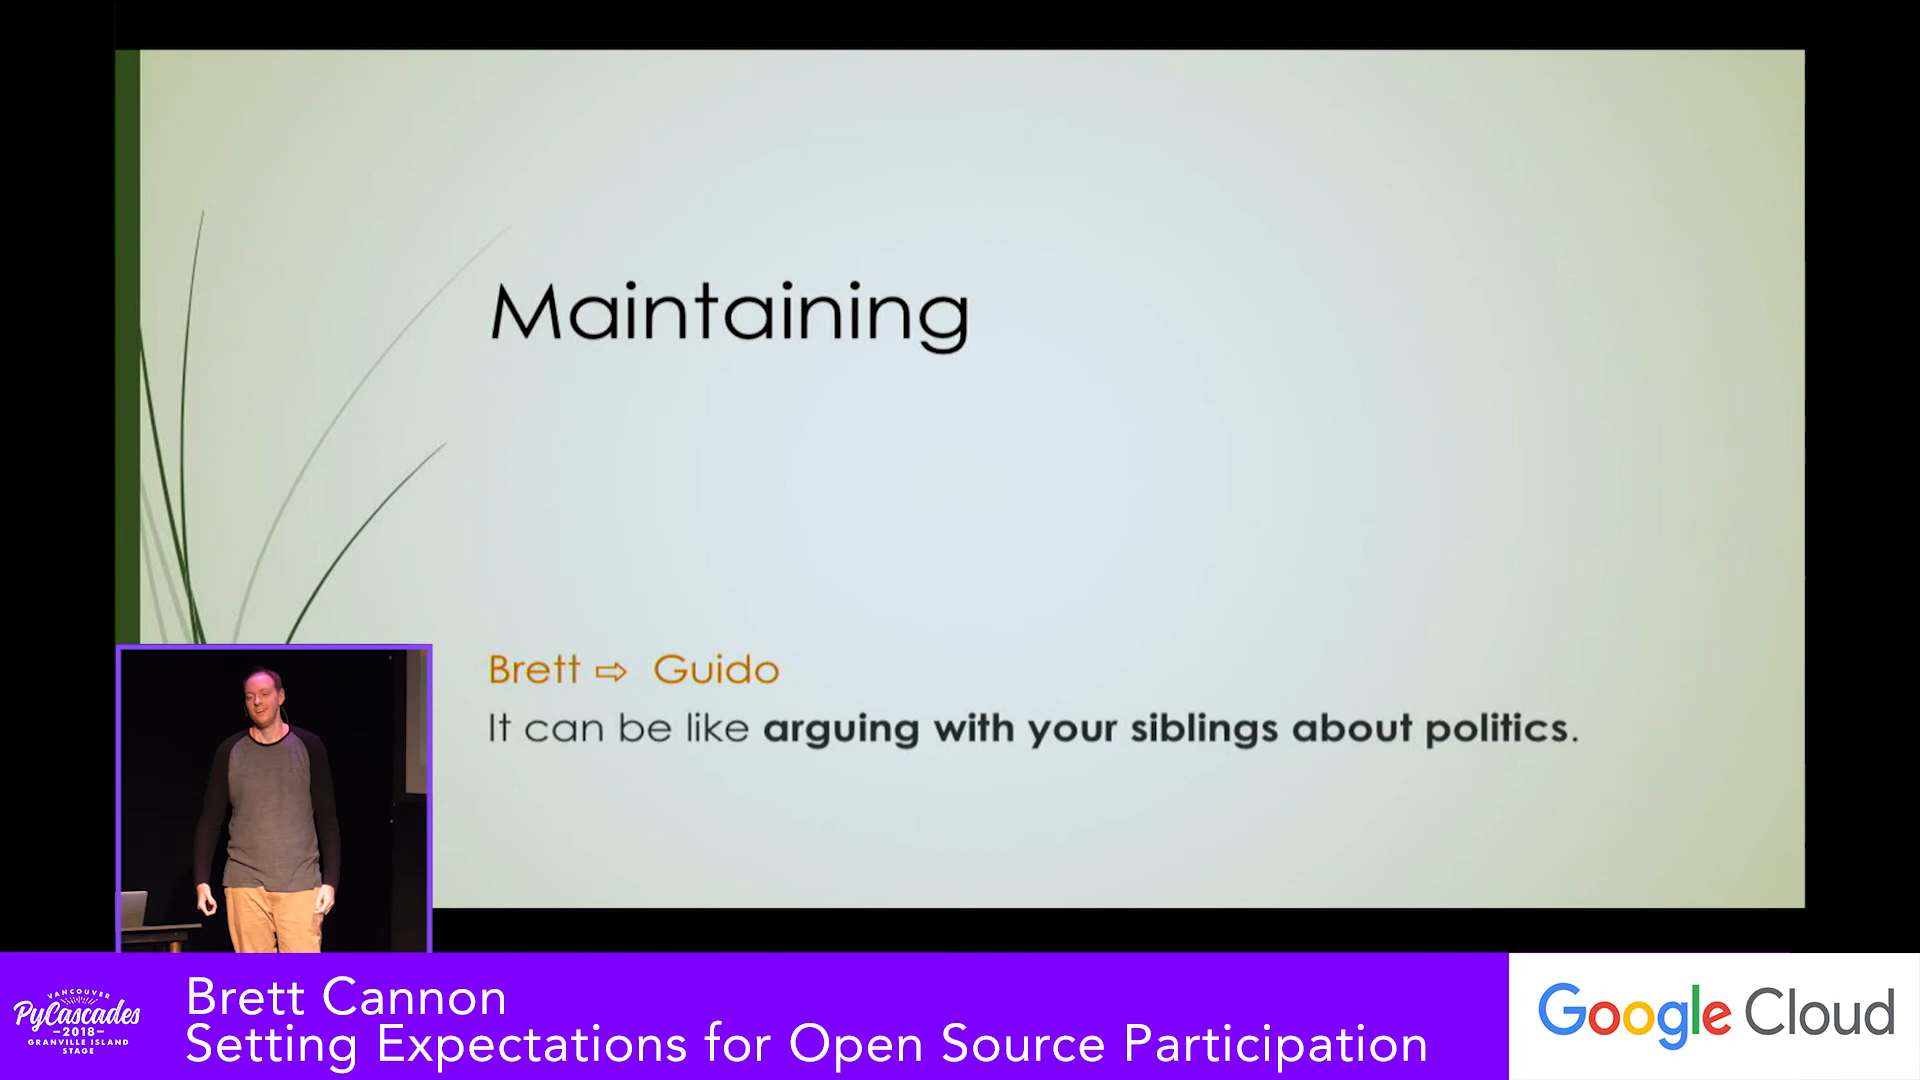 Maintaining
Brett ⇨ Guido
It can be like arguing with your siblings about politics.
VANCOUVER
PyCascades
–2018–
GRANVILLE ISLAND
STAGE
Brett Cannon
Setting Expectations for Open Source Participation
Google Cloud